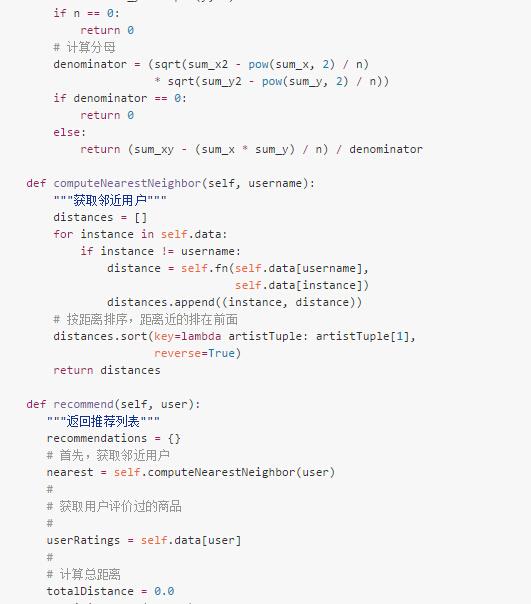 if n == 0:
return 0
# 计算分母
denominator = (sqrt(sum_x2 - pow(sum_x, 2) / n)
* sqrt(sum_y2 - pow(sum_y, 2) / n))
if denominator == 0:
return 0
else:
return (sum_xy - (sum_x * sum_y) / n) / denominator
def computeNearestNeighbor(self, username):
"""获取邻近用户"""
distances = []
for instance in self.data:
if instance != username:
distance = self.fn(self.data[username],
self.data[instance])
distances.append((instance, distance))
# 按距离排序，距离近的排在前面
distances.sort(key=lambda artistTuple: artistTuple[1],
reverse=True)
return distances
def recommend(self, user):
"""返回推荐列表"""
recommendations = {}
# 首先，获取邻近用户
nearest = self.computeNearestNeighbor(user)
#
# 获取用户评价过的商品
#
userRatings = self.data[user]
#
# 计算总距离
totalDistance = 0.0